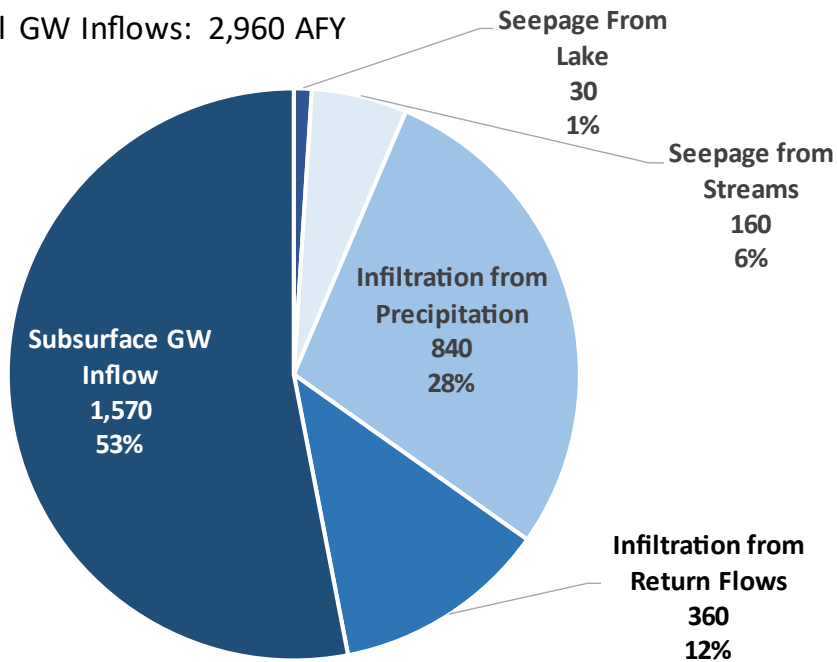 GW Inflows: 2,960 AFY
Seepage From
Lake
30
1%
Seepage from
Streams
160
6%
Infiltration from
Precipitation
840
28%
Subsurface GW
Inflow
1,570
53%
Infiltration from
Return Flows
360
12%